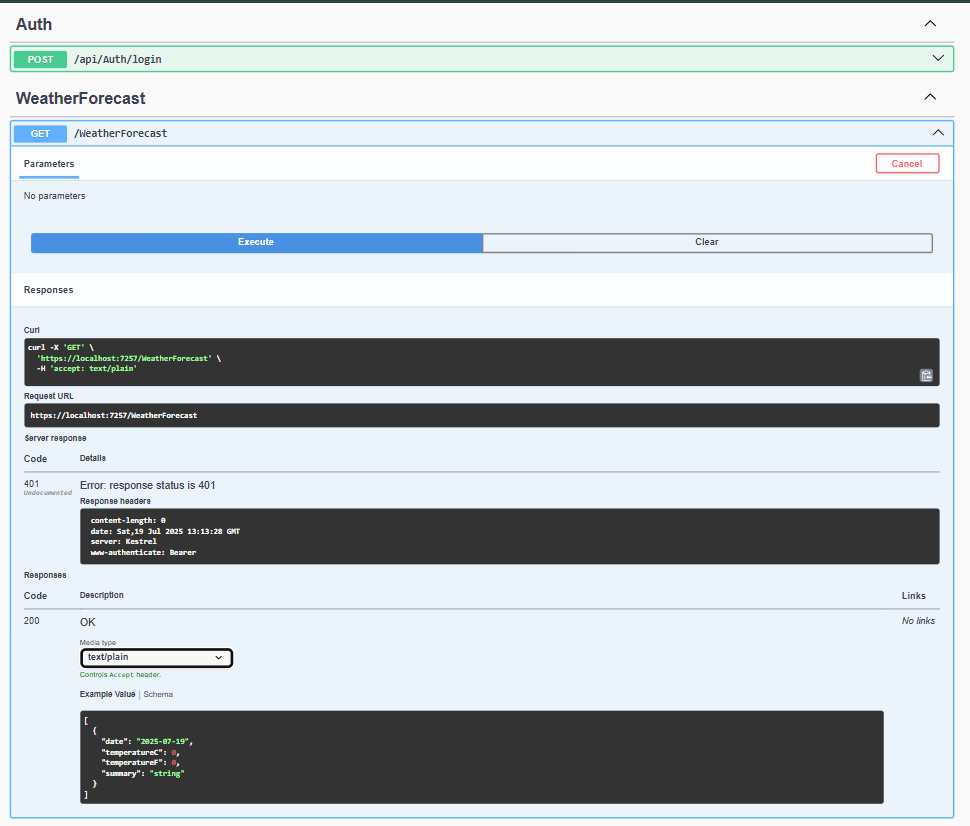 Auth
POST /api/Auth/login
WeatherForecast
GET /WeatherForecast
Parameters Cancel
No parameters
Execute Clear
Responses
Curl
curl -X 'GET' \
'https://localhost:7257/WeatherForecast' \
-H 'accept: text/plain'
Request URL
https://localhost:7257/WeatherForecast
Server response
Code Details
401 Error: response status is 401
Undocumented
Response headers
content-length: 0
date: Sat,19 Jul 2025 13:13:28 GMT
server: Kestrel
www-authenticate: Bearer
Responses
Code Description Links
200 OK No links
Media type
text/plain
Controls Accept header.
Example Value | Schema
[
{
"date": "2025-07-19",
"temperatureC": 0,
"temperatureF": 0,
"summary": "string"
}
]